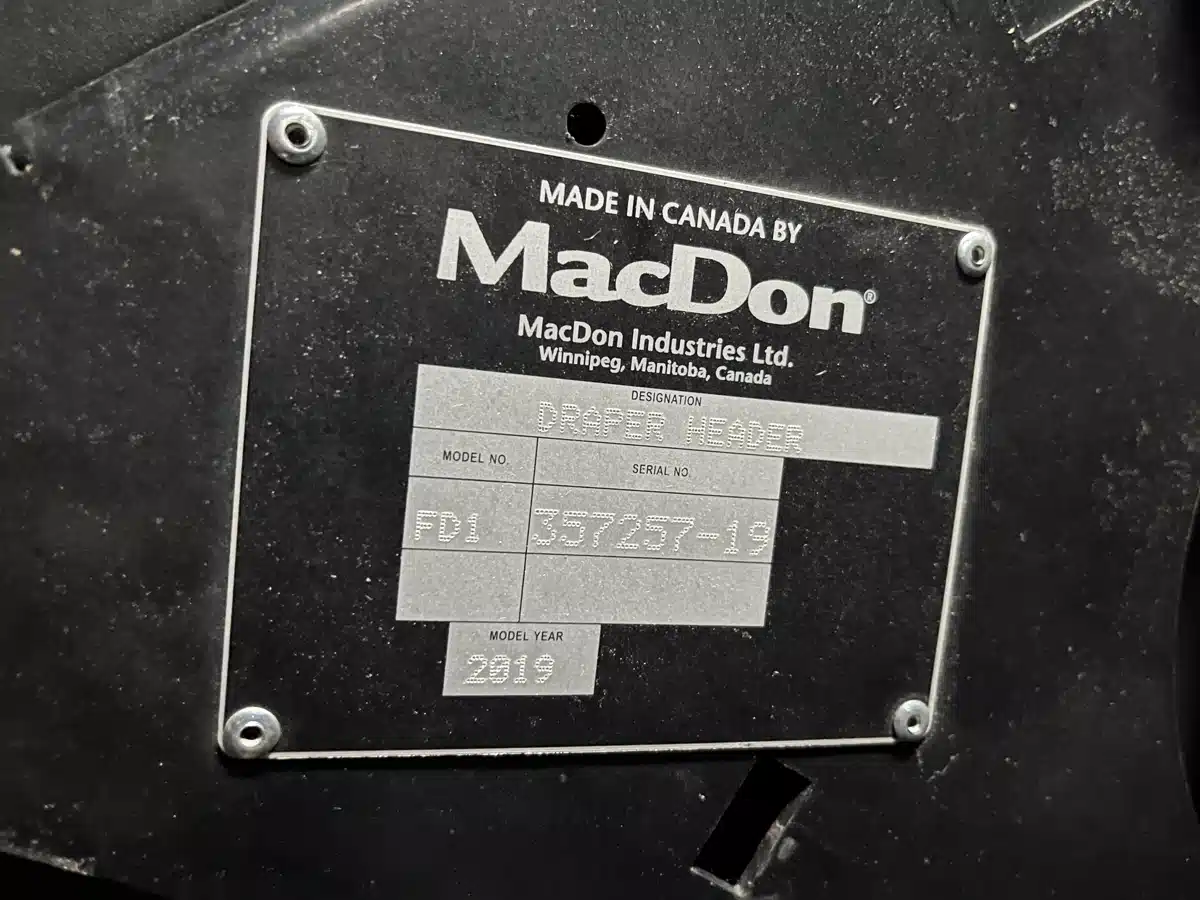 MADE IN CANADA BY
MacDon®
MacDon Industries Ltd.
Winnipeg, Manitoba, Canada
DESIGNATION
DRAPER HEADER
MODEL NO. SERIAL NO.
FD1 357257-19
MODEL YEAR
2019